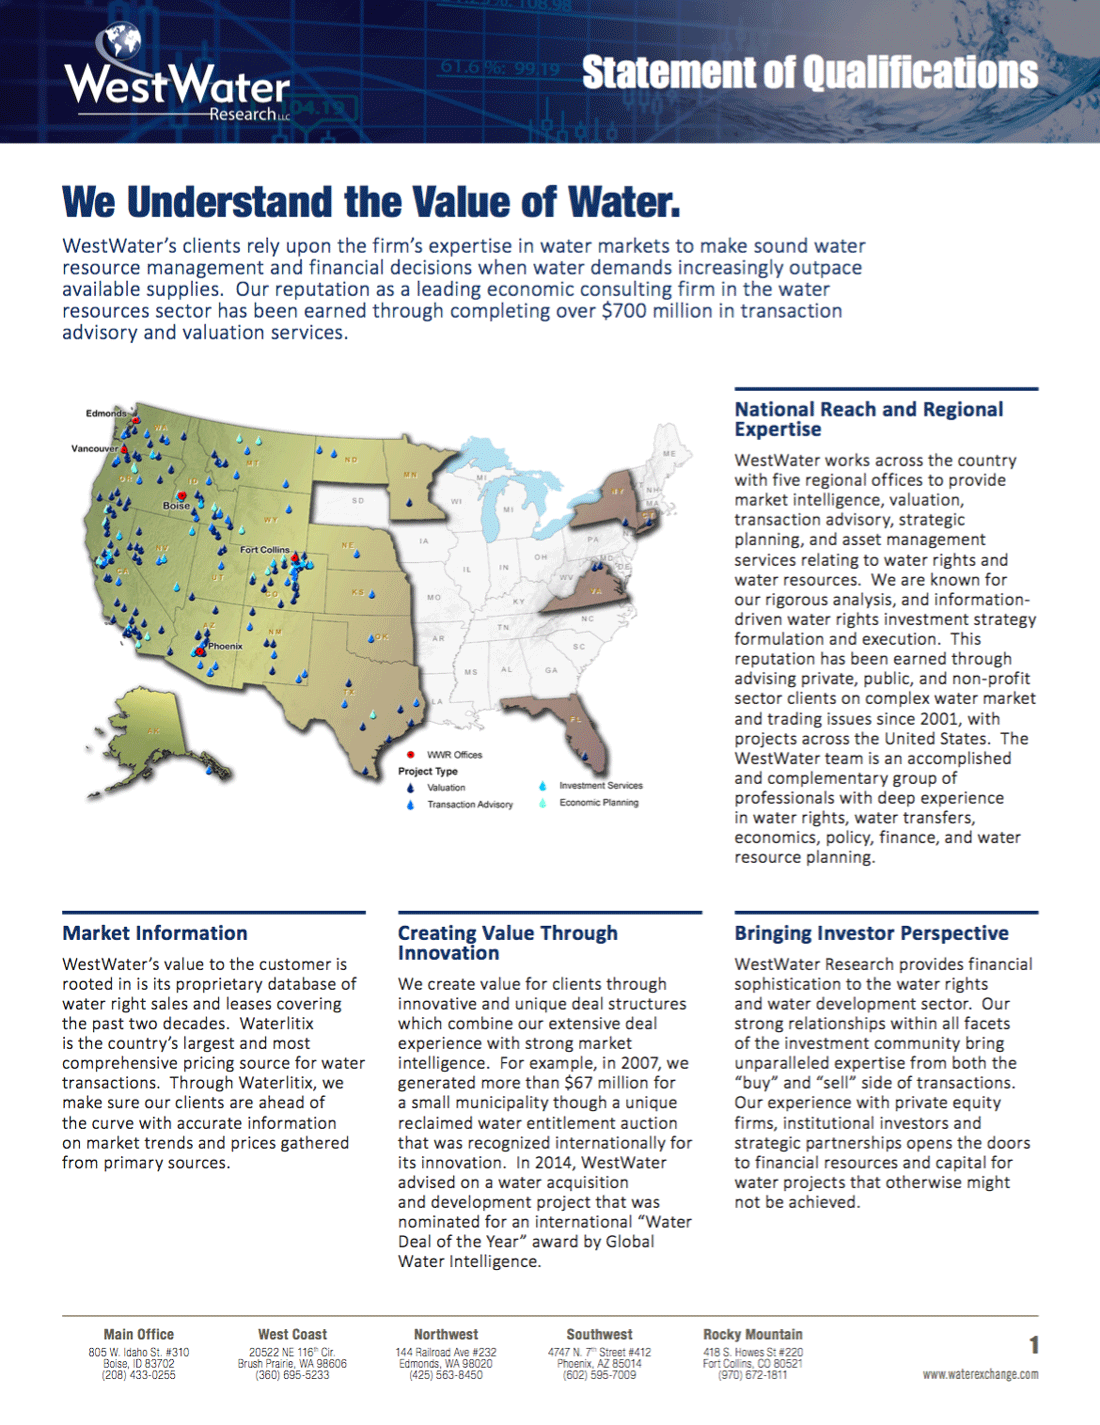 WestWater
Research LLC
61.6%: 99.19
104.19
108.98
Statement of Qualifications
We Understand the Value of Water.
WestWater's clients rely upon the firm's expertise in water markets to make sound water
resource management and financial decisions when water demands increasingly outpace
available supplies.  Our reputation as a leading economic consulting firm in the water
resources sector has been earned through completing over $700 million in transaction
advisory and valuation services.
Edmonds
Vancouver
Boise
Fort Collins
Phoenix
WA
OR
ID
MT
ND
MN
SD
WY
NV
UT
CA
CO
NE
KS
AZ
NM
OK
TX
AK
WI
MI
MI
IA
IL
IN
OH
MO
KY
WV
VA
PA
NY
ME
NH
MA
CT
NJ
MD
DE
NC
TN
SC
AR
MS
AL
GA
LA
FL
WWR Offices
Project Type
Valuation
Transaction Advisory
Investment Services
Economic Planning
National Reach and Regional
Expertise
WestWater works across the country
with five regional offices to provide
market intelligence, valuation,
transaction advisory, strategic
planning, and asset management
services relating to water rights and
water resources.  We are known for
our rigorous analysis, and information-
driven water rights investment strategy
formulation and execution.  This
reputation has been earned through
advising private, public, and non-profit
sector clients on complex water market
and trading issues since 2001, with
projects across the United States.  The
WestWater team is an accomplished
and complementary group of
professionals with deep experience
in water rights, water transfers,
economics, policy, finance, and water
resource planning.
Market Information
WestWater's value to the customer is
rooted in is its proprietary database of
water right sales and leases covering
the past two decades.  Waterlitix
is the country's largest and most
comprehensive pricing source for water
transactions.  Through Waterlitix, we
make sure our clients are ahead of
the curve with accurate information
on market trends and prices gathered
from primary sources.
Creating Value Through
Innovation
We create value for clients through
innovative and unique deal structures
which combine our extensive deal
experience with strong market
intelligence.  For example, in 2007, we
generated more than $67 million for
a small municipality though a unique
reclaimed water entitlement auction
that was recognized internationally for
its innovation.  In 2014, WestWater
advised on a water acquisition
and development project that was
nominated for an international “Water
Deal of the Year” award by Global
Water Intelligence.
Bringing Investor Perspective
WestWater Research provides financial
sophistication to the water rights
and water development sector.  Our
strong relationships within all facets
of the investment community bring
unparalleled expertise from both the
“buy” and “sell” side of transactions.
Our experience with private equity
firms, institutional investors and
strategic partnerships opens the doors
to financial resources and capital for
water projects that otherwise might
not be achieved.
Main Office
805 W. Idaho St. #310
Boise, ID 83702
(208) 433-0255
West Coast
20522 NE 116th Cir.
Brush Prairie, WA 98606
(360) 695-5233
Northwest
144 Railroad Ave #232
Edmonds, WA 98020
(425) 563-8450
Southwest
4747 N. 7th Street #412
Phoenix, AZ 85014
(602) 595-7009
Rocky Mountain
418 S. Howes St #220
Fort Collins, CO 80521
(970) 672-1811
1
www.waterexchange.com